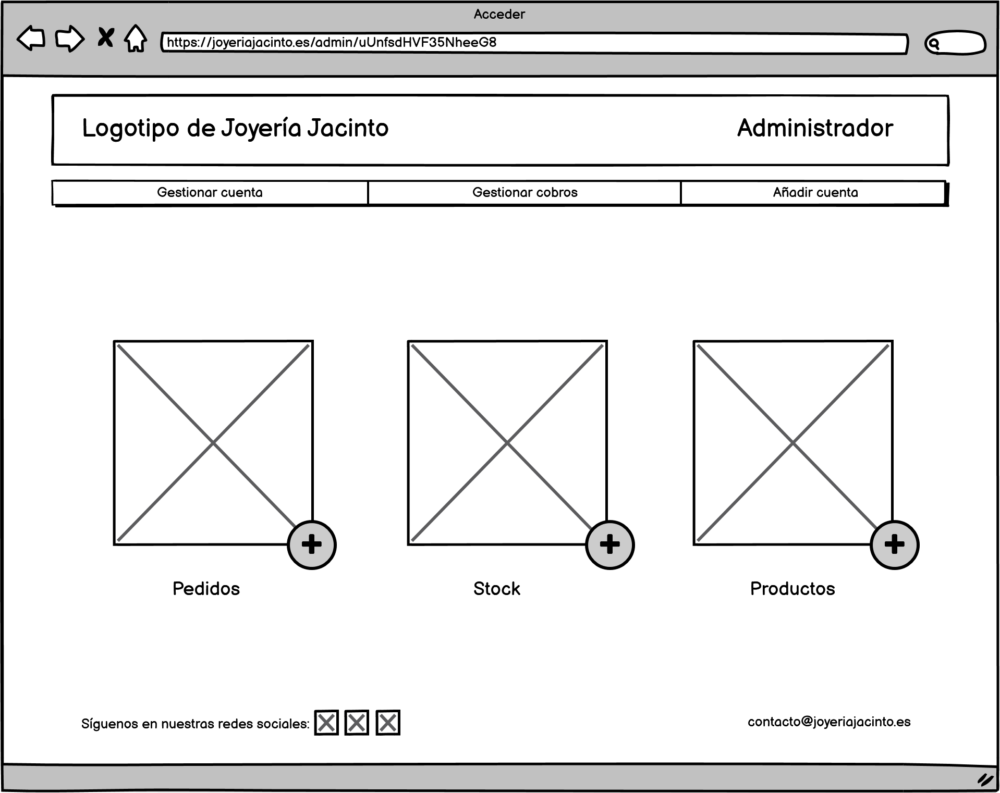 Acceder
https://joyeriajacinto.es/admin/uUnfsdHVF35NheeG8
Logotipo de Joyería Jacinto
Administrador
Gestionar cuenta
Gestionar cobros
Añadir cuenta
Pedidos
Stock
Productos
Síguenos en nuestras redes sociales:
contacto@joyeriajacinto.es